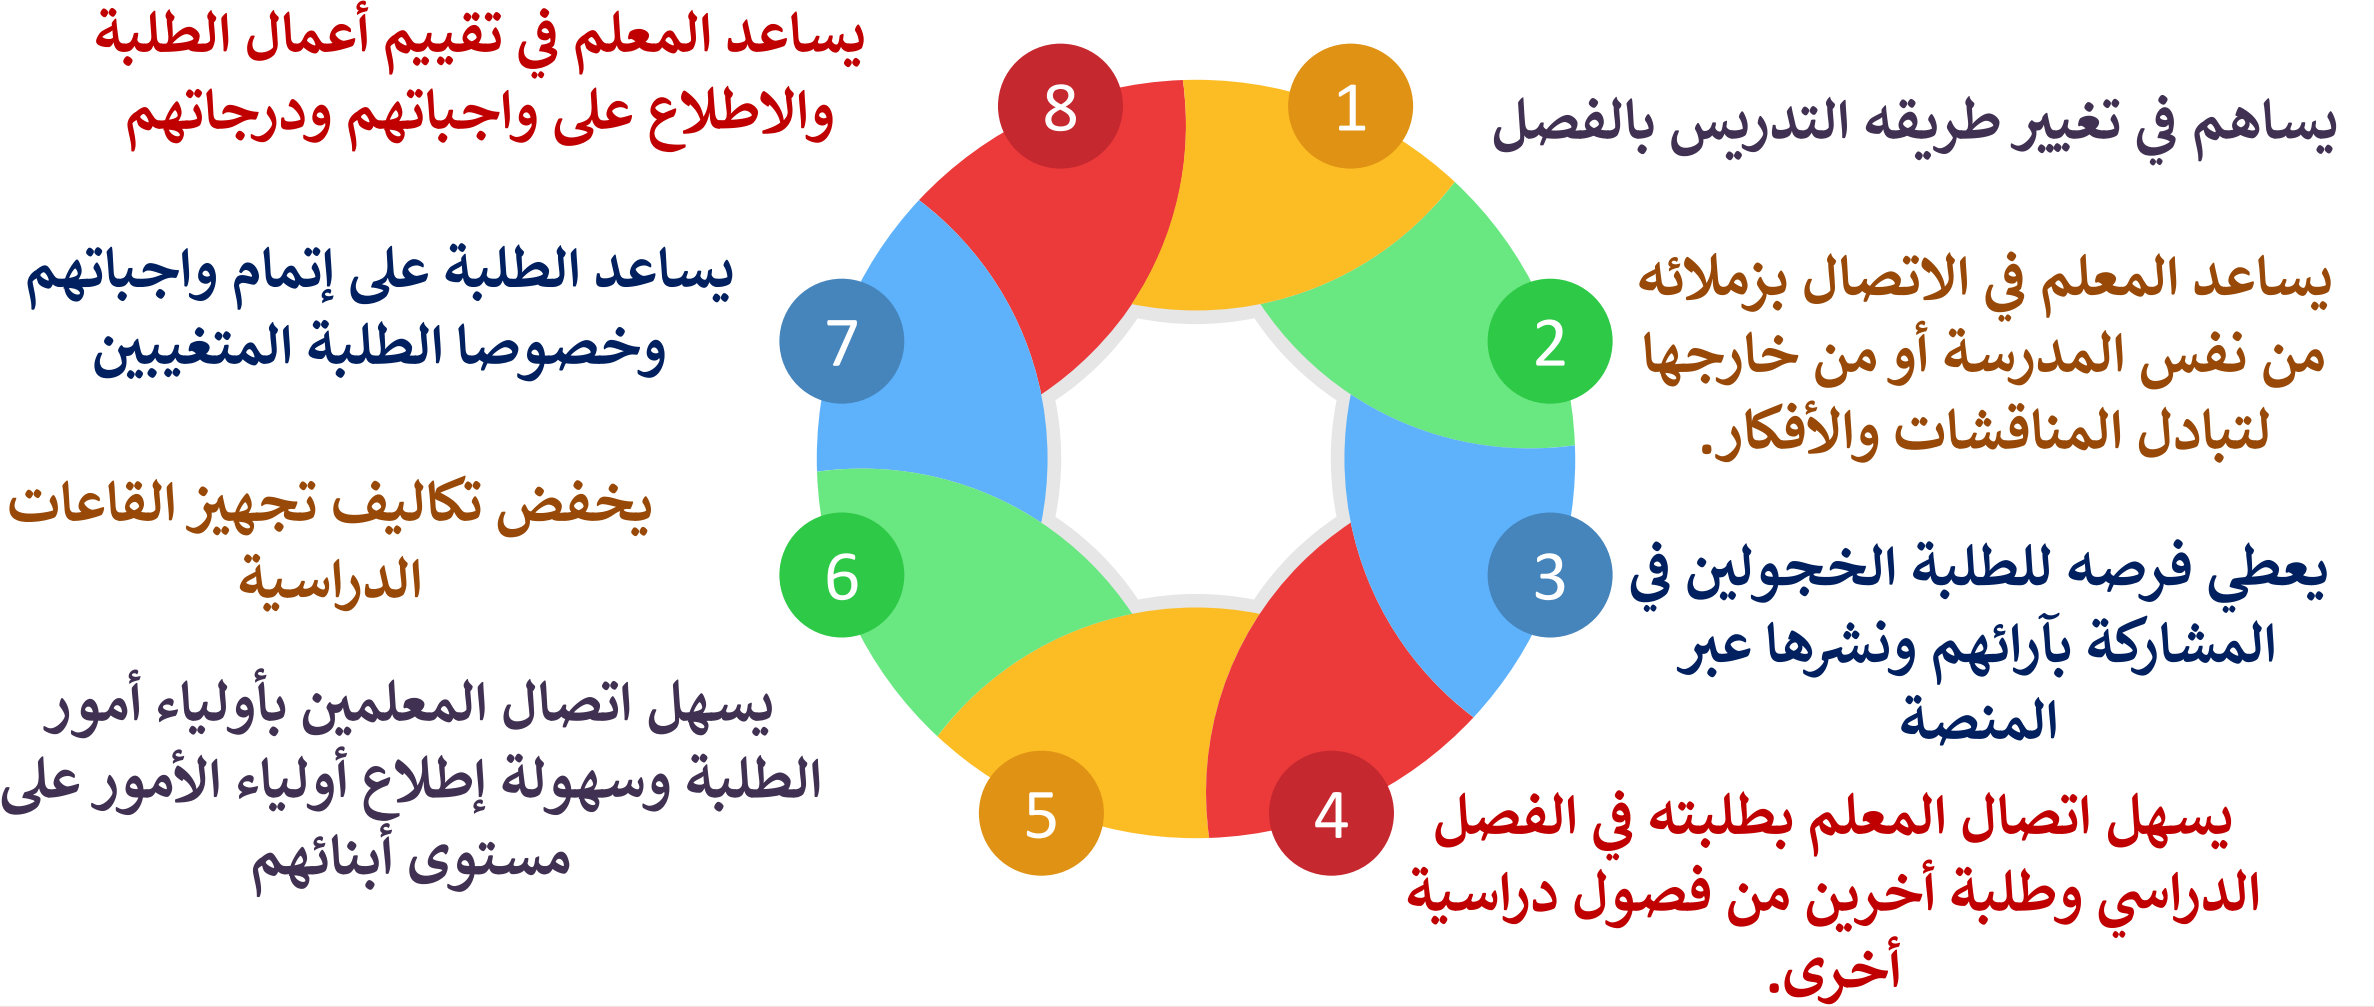 1
يساهم في تغيير طريقه التدريس بالفصل
2
يساعد المعلم في الاتصال بزملائه
من نفس المدرسة أو من خارجها
لتبادل المناقشات والأفكار.
3
يعطي فرصه للطلبة الخجولين في
المشاركة بآرائهم ونشرها عبر
المنصة
4
يسهل اتصال المعلم بطلبته في الفصل
الدراسي وطلبة أخرين من فصول دراسية
أخرى.
5
يسهل اتصال المعلمين بأولياء أمور
الطلبة وسهولة إطلاع أولياء الأمور على
مستوى أبنائهم
6
يخفض تكاليف تجهيز القاعات
الدراسية
7
يساعد الطلبة على إتمام واجباتهم
وخصوصا الطلبة المتغيبين
8
يساعد المعلم في تقييم أعمال الطلبة
والاطلاع على واجباتهم ودرجاتهم